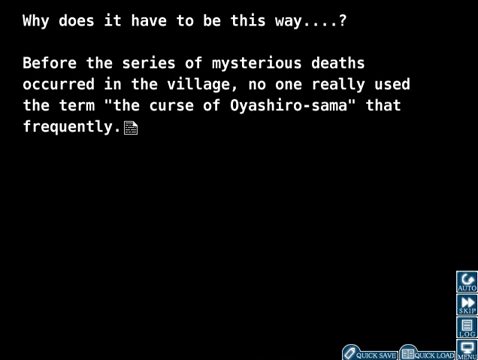 Why does it have to be this way....?
Before the series of mysterious deaths
occurred in the village, no one really used
the term "the curse of Oyashiro-sama" that
frequently.
AUTO
SKIP
LOG
QUICK SAVE
QUICK LOAD
MENU